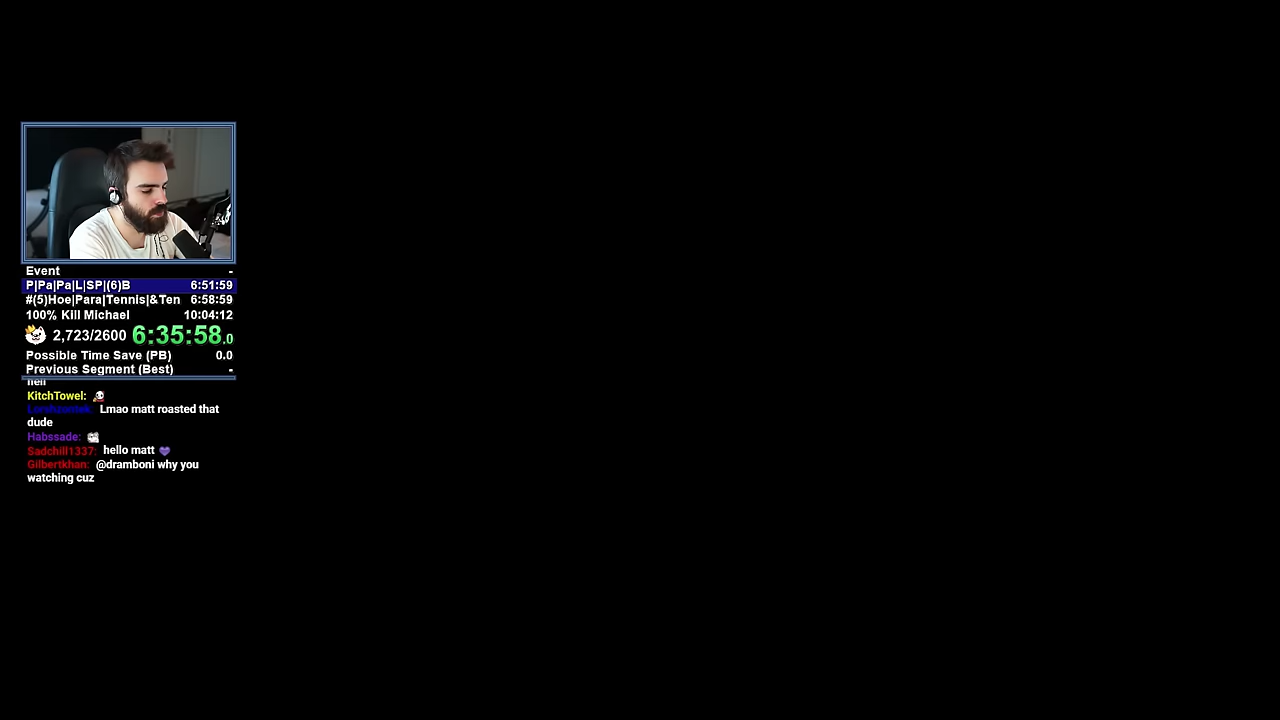 Event -
P|Pa|Pa|L|SP|(6)B 6:51:59
#(5)Hoe|Para|Tennis|&Ten 6:58:59
100% Kill Michael 10:04:12
2,723/2600 6:35:58.0
Possible Time Save (PB) 0.0
Previous Segment (Best) -
KitchTowel:
Lmao matt roasted that
dude
Habssade:
Sadchill1337: hello matt
Gilbertkhan: @dramboni why you
watching cuz